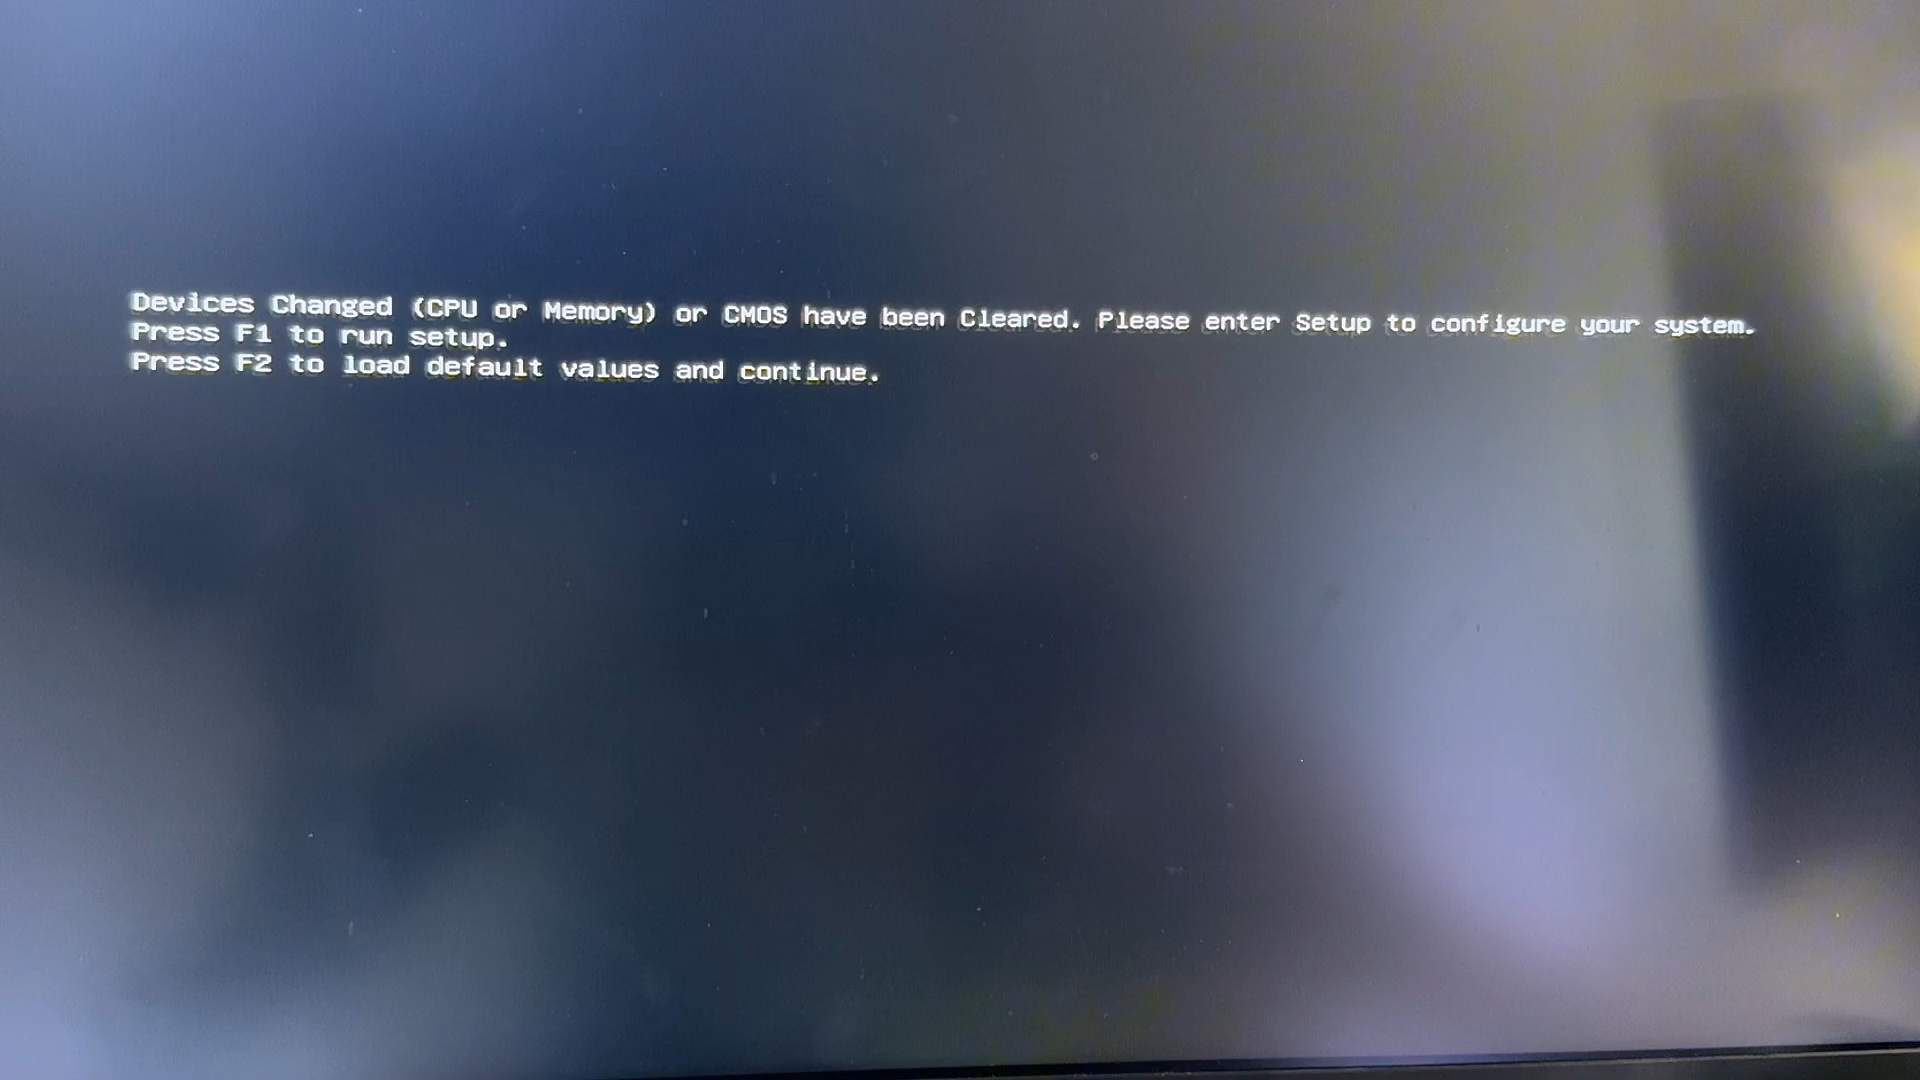 Devices Changed (CPU or Memory) or CMOS have been Cleared. Please enter Setup to configure your system.
Press F1 to run setup.
Press F2 to load default values and continue.